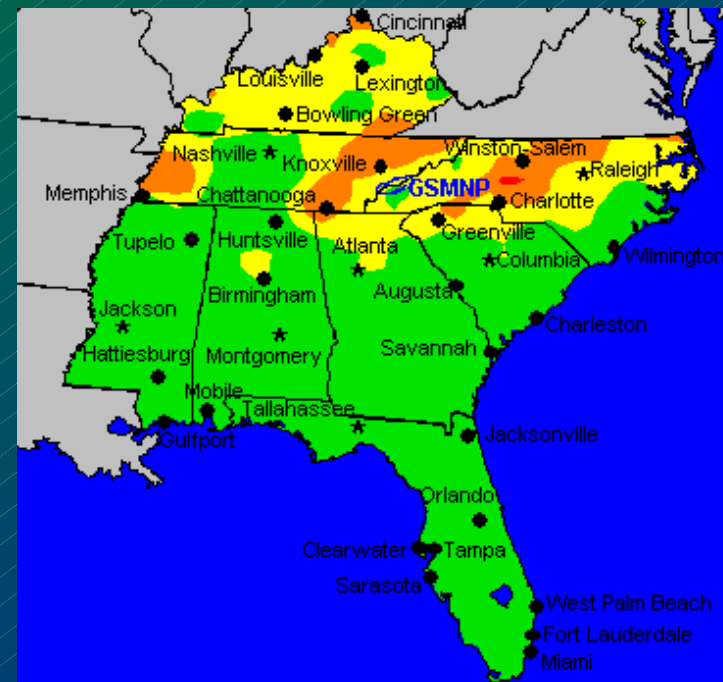 Cincinnati
Louisville
Lexington
Bowling Green
Nashville
Knoxville
Winston-Salem
Raleigh
GSMNP
Memphis
Chattanooga
Charlotte
Tupelo
Huntsville
Atlanta
Greenville
Columbia
Wilmington
Birmingham
Augusta
Jackson
Charleston
Hattiesburg
Montgomery
Savannah
Mobile
Tallahassee
Gulfport
Jacksonville
Orlando
Clearwater
Tampa
Sarasota
West Palm Beach
Fort Lauderdale
Miami